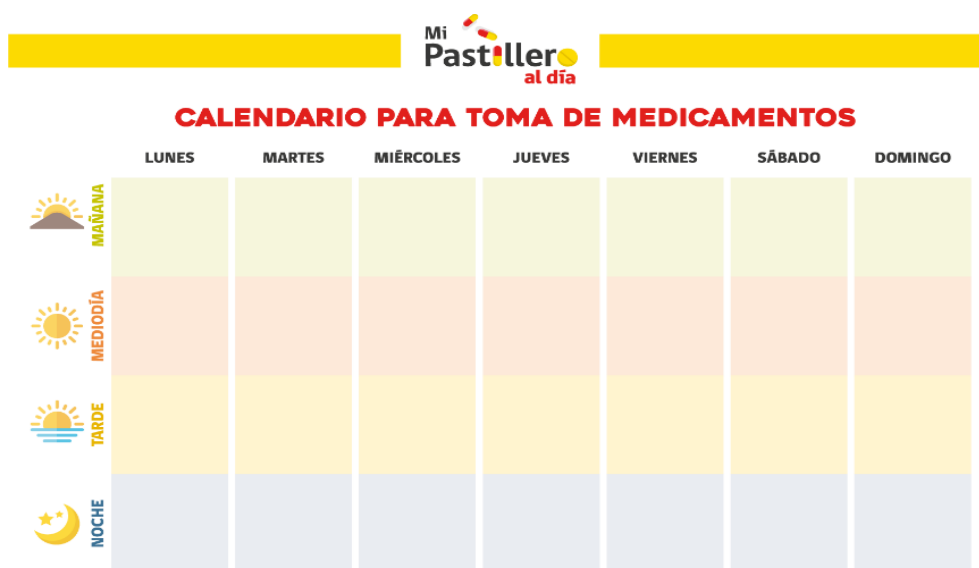 Mi
Pastillero
al día
CALENDARIO PARA TOMA DE MEDICAMENTOS
LUNES MARTES MIÉRCOLES JUEVES VIERNES SÁBADO DOMINGO
MAÑANA
MEDIODÍA
TARDE
NOCHE